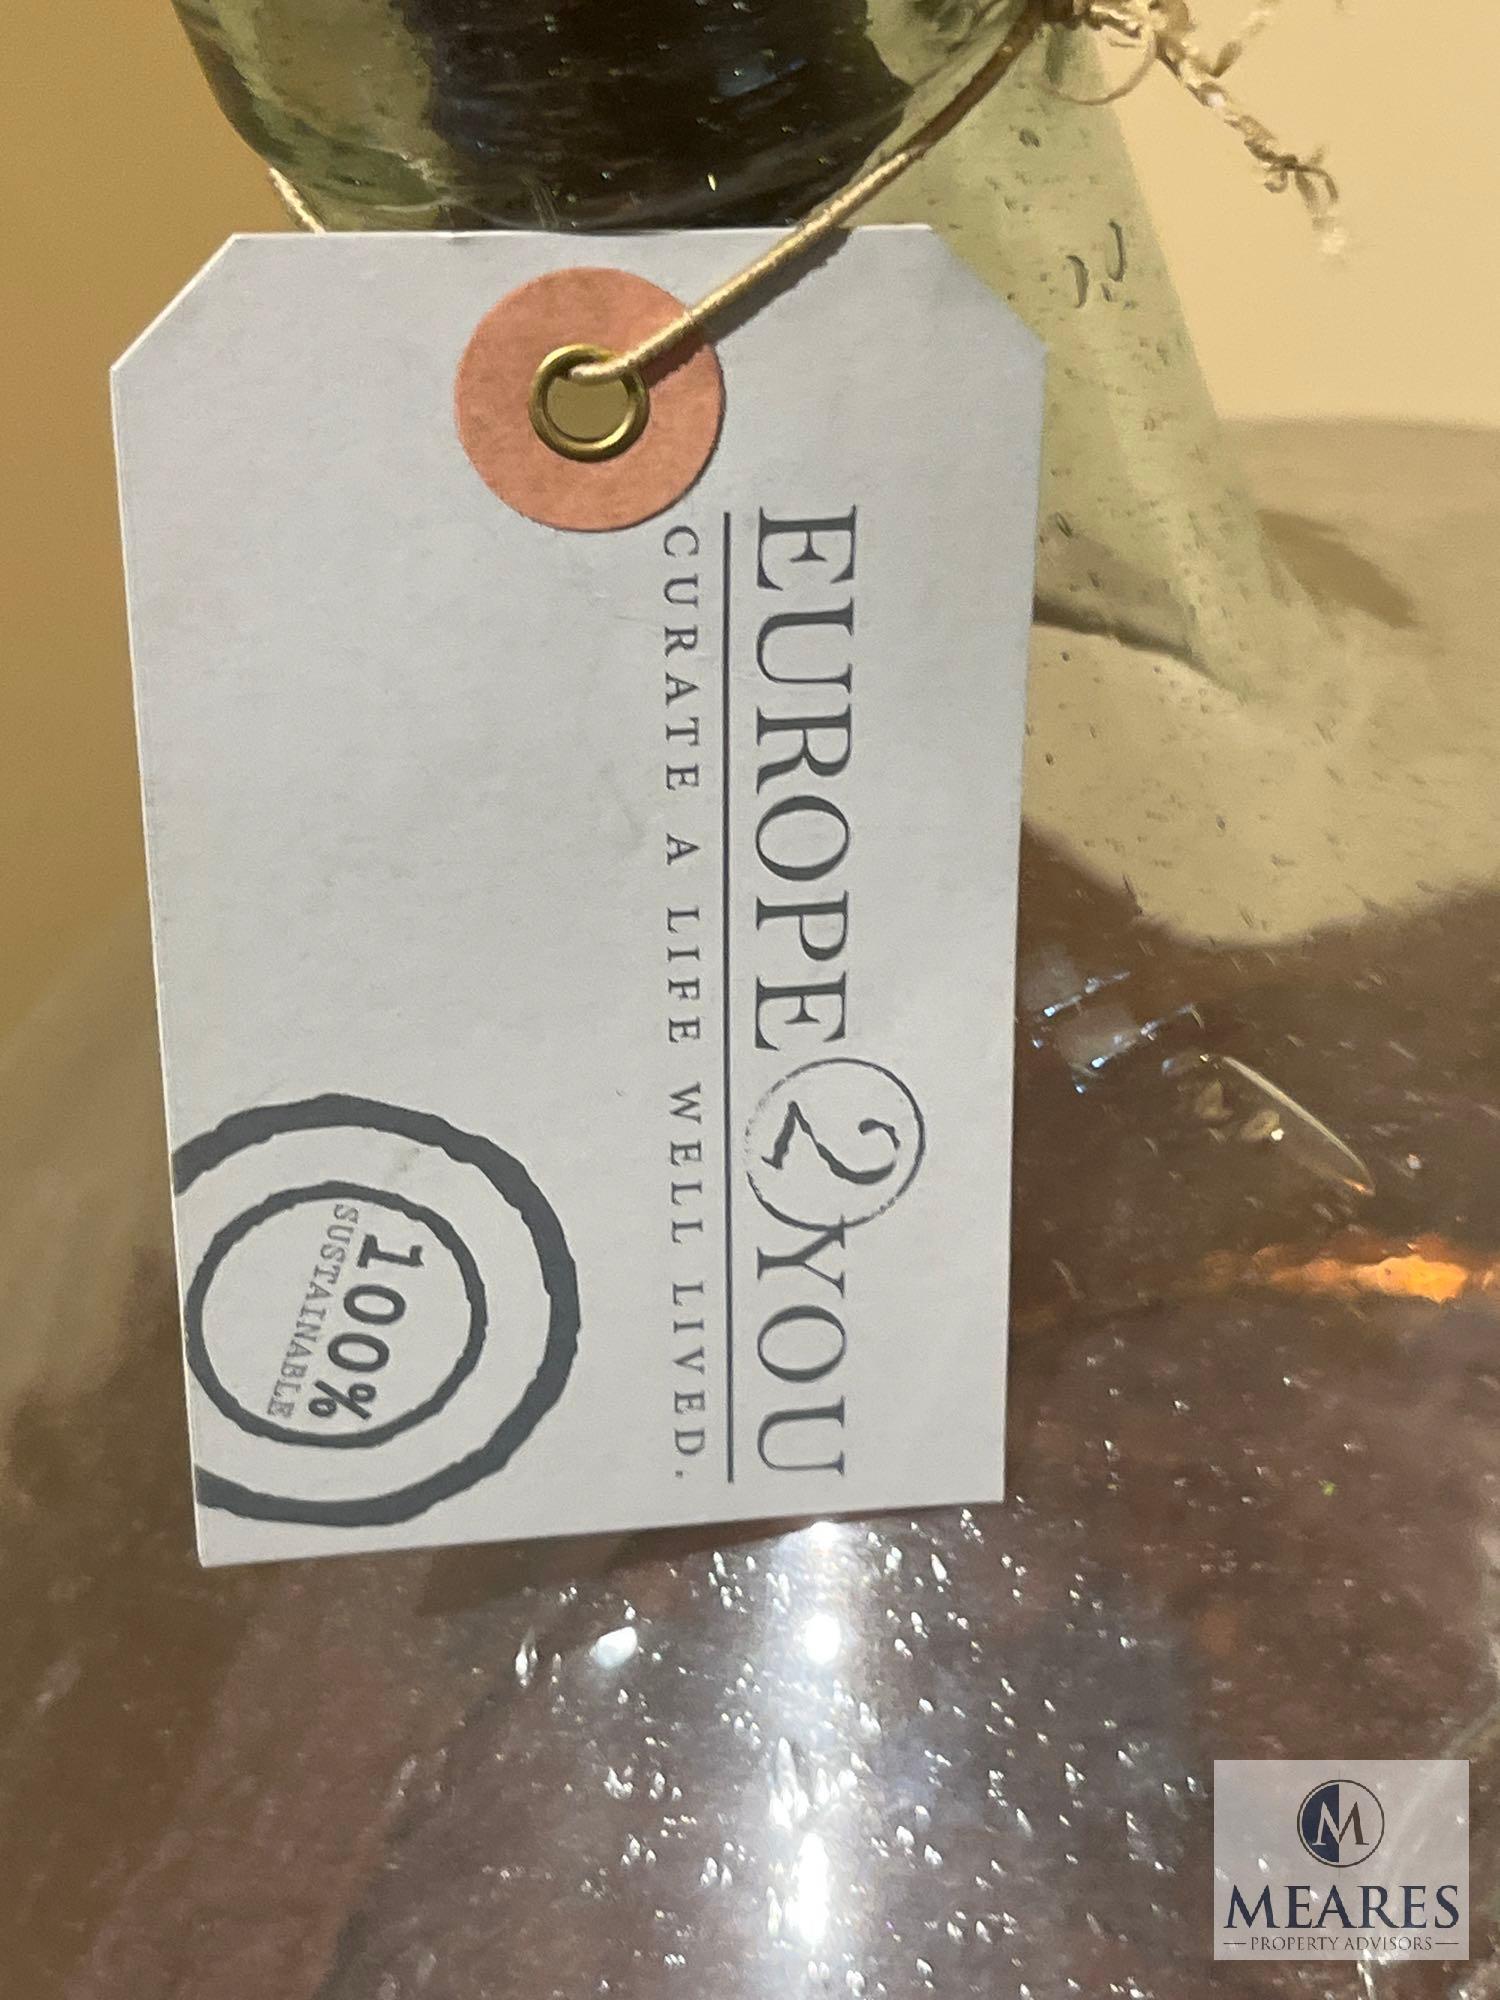 EUROPE2YOU
CURATE A LIFE WELL LIVED.
100%
SUSTAINABLE
M
MEARES
PROPERTY ADVISORS